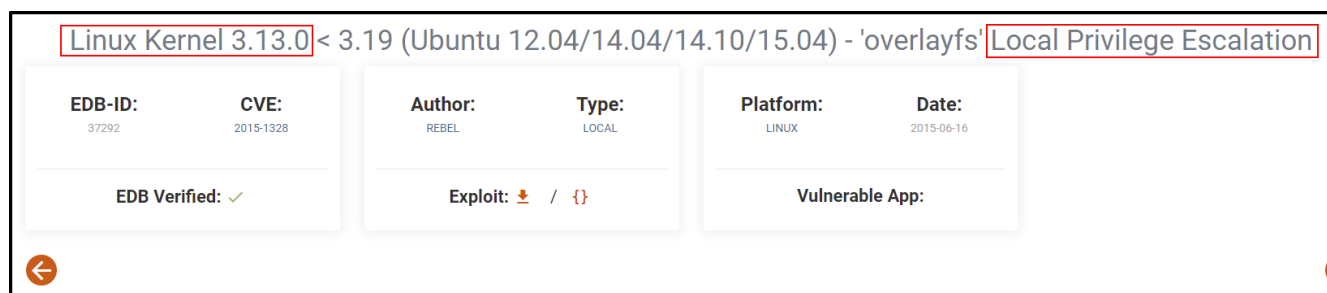 Linux Kernel 3.13.0 < 3.19 (Ubuntu 12.04/14.04/14.10/15.04) - 'overlayfs' Local Privilege Escalation
EDB-ID: CVE: Author: Type: Platform: Date:
37292 2015-1328 REBEL LOCAL LINUX 2015-06-16
EDB Verified: ✓ Exploit: / {} Vulnerable App: